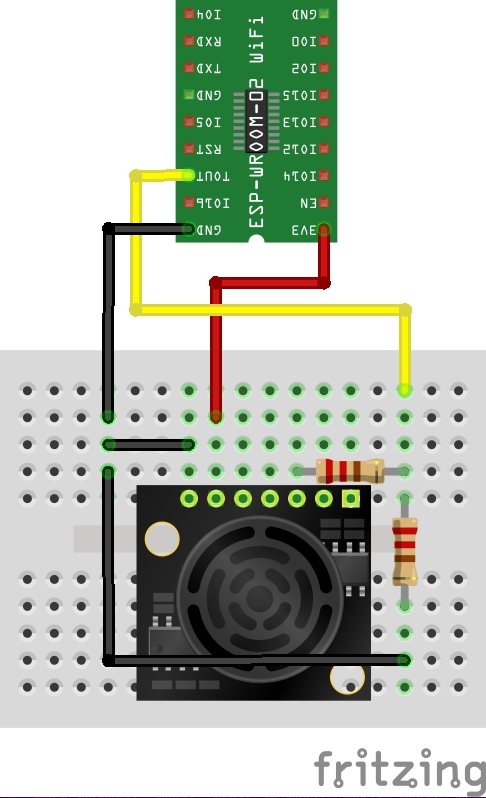 IO4
RXD
TXD
GND
IO5
RST
TOUT
IO16
GND
ESP-WROOM-02 WiFi
GND
IO0
IO2
IO15
IO13
IO12
IO14
EN
3V3
fritzing